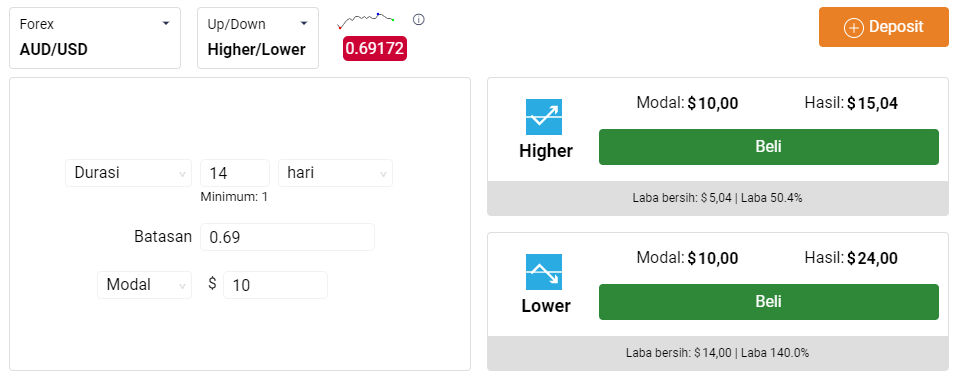 Forex
AUD/USD
Up/Down
Higher/Lower
0.69172
Deposit
Durasi 14 hari
Minimum: 1
Batasan 0.69
Modal $ 10
Modal: $10,00 Hasil: $15,04
Higher
Beli
Laba bersih: $5,04 | Laba 50.4%
Modal: $10,00 Hasil: $24,00
Lower
Beli
Laba bersih: $14,00 | Laba 140.0%